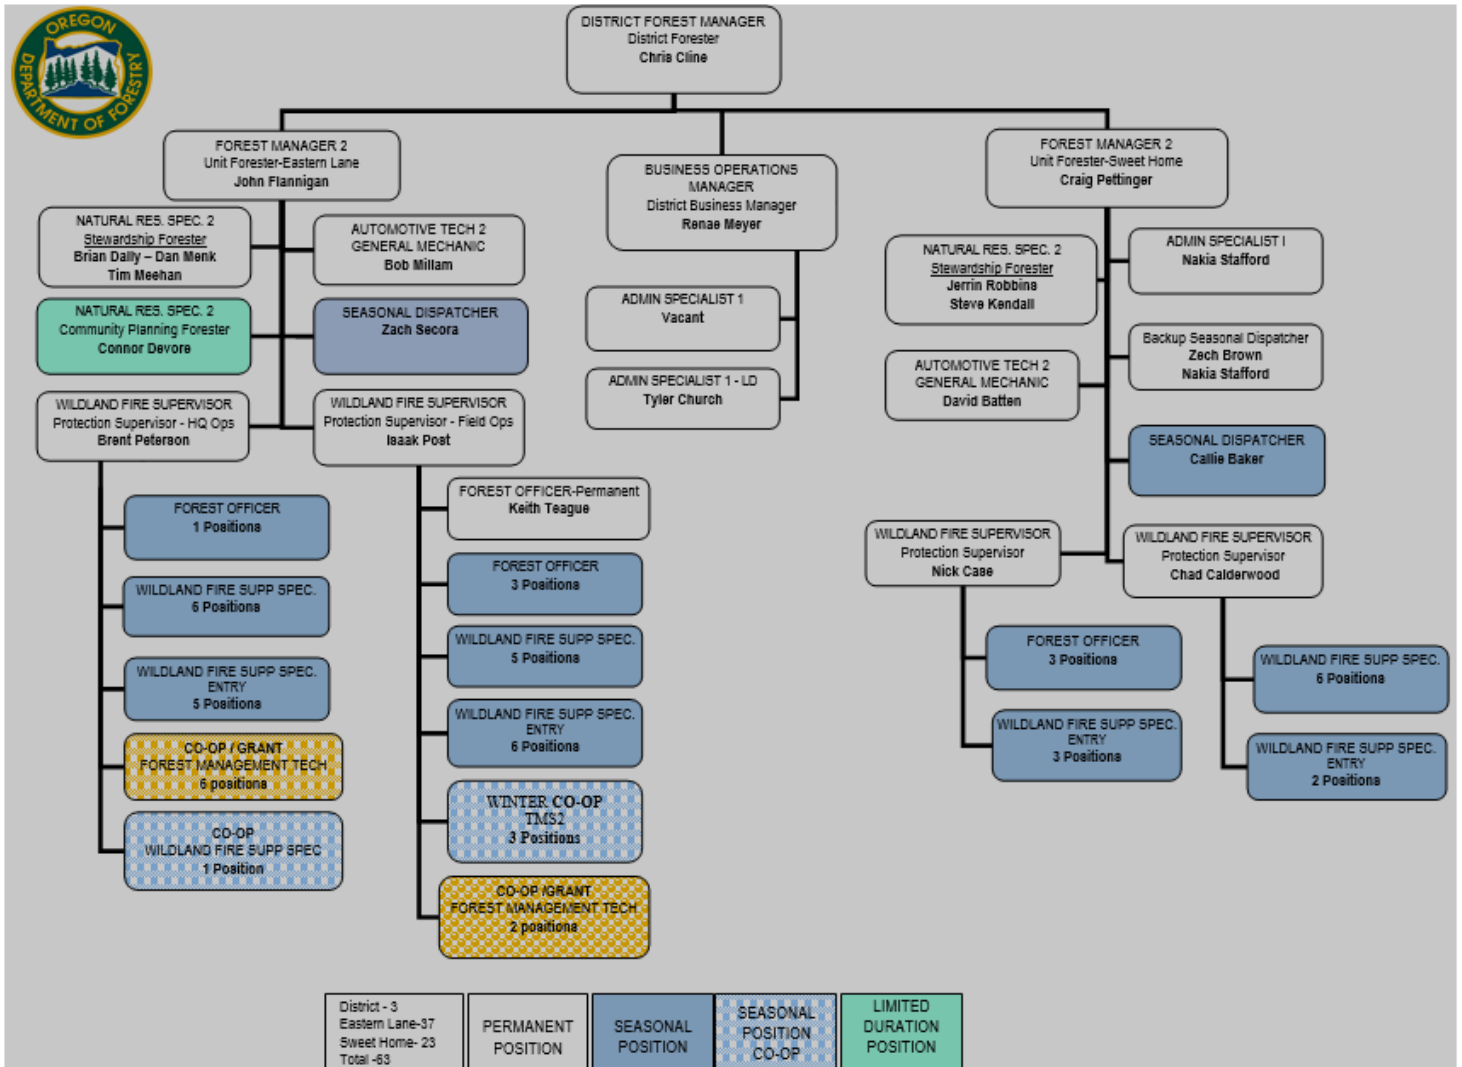 OREGON
DEPARTMENT OF FORESTRY
DISTRICT FOREST MANAGER
District Forester
Chris Cline
FOREST MANAGER 2
Unit Forester-Eastern Lane
John Flannigan
BUSINESS OPERATIONS
MANAGER
District Business Manager
Renae Meyer
FOREST MANAGER 2
Unit Forester-Sweet Home
Craig Pettinger
NATURAL RES. SPEC. 2
Stewardship Forester
Brian Dally – Dan Menk
Tim Meehan
AUTOMOTIVE TECH 2
GENERAL MECHANIC
Bob Millam
NATURAL RES. SPEC. 2
Community Planning Forester
Connor Devore
SEASONAL DISPATCHER
Zach Secora
WILDLAND FIRE SUPERVISOR
Protection Supervisor - HQ Ops
Brent Peterson
WILDLAND FIRE SUPERVISOR
Protection Supervisor - Field Ops
Isaak Post
FOREST OFFICER
1 Positions
WILDLAND FIRE SUPP SPEC.
6 Positions
WILDLAND FIRE SUPP SPEC.
ENTRY
5 Positions
CO-OP / GRANT
FOREST MANAGEMENT TECH
6 positions
CO-OP
WILDLAND FIRE SUPP SPEC
1 Position
FOREST OFFICER-Permanent
Keith Teague
FOREST OFFICER
3 Positions
WILDLAND FIRE SUPP SPEC.
5 Positions
WILDLAND FIRE SUPP SPEC.
ENTRY
6 Positions
WINTER CO-OP
TMS2
3 Positions
CO-OP /GRANT
FOREST MANAGEMENT TECH
2 positions
ADMIN SPECIALIST 1
Vacant
ADMIN SPECIALIST 1 - LD
Tyler Church
NATURAL RES. SPEC. 2
Stewardship Forester
Jerrin Robbins
Steve Kendall
ADMIN SPECIALIST I
Nakia Stafford
Backup Seasonal Dispatcher
Zech Brown
Nakia Stafford
AUTOMOTIVE TECH 2
GENERAL MECHANIC
David Batten
SEASONAL DISPATCHER
Callie Baker
WILDLAND FIRE SUPERVISOR
Protection Supervisor
Nick Case
WILDLAND FIRE SUPERVISOR
Protection Supervisor
Chad Calderwood
FOREST OFFICER
3 Positions
WILDLAND FIRE SUPP SPEC.
ENTRY
3 Positions
WILDLAND FIRE SUPP SPEC.
6 Positions
WILDLAND FIRE SUPP SPEC.
ENTRY
2 Positions
District - 3
Eastern Lane-37
Sweet Home- 23
Total -63
PERMANENT
POSITION
SEASONAL
POSITION
SEASONAL
POSITION
CO-OP
LIMITED
DURATION
POSITION